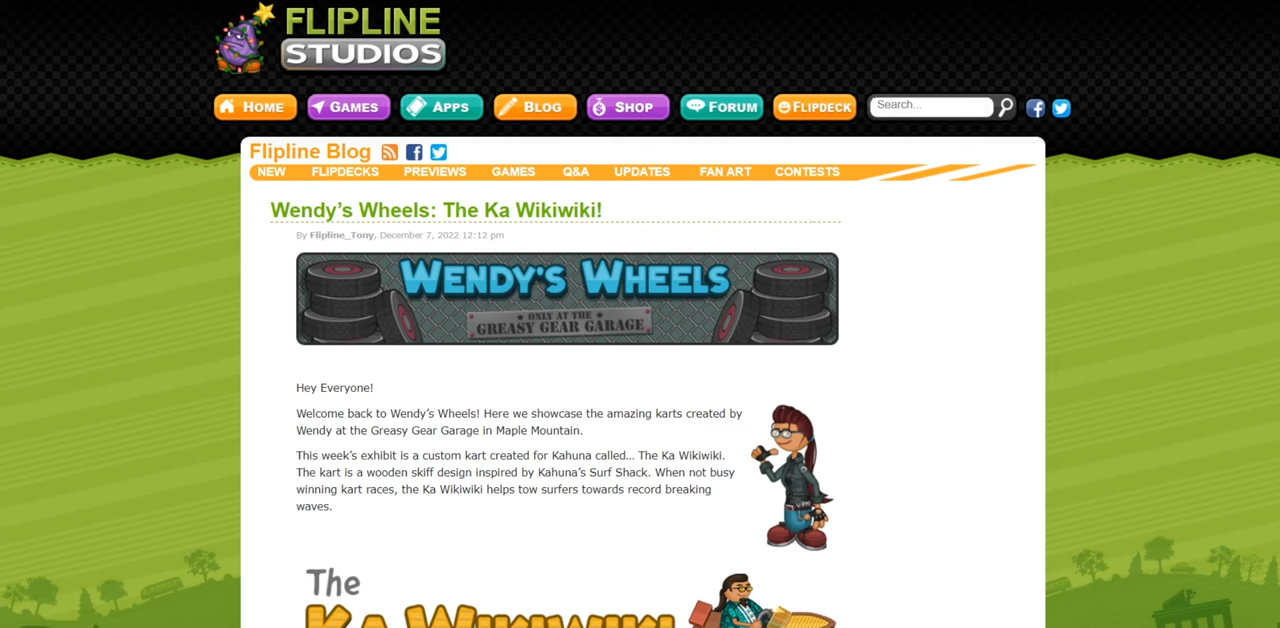 FLIPLINE
STUDIOS
HOME GAMES APPS BLOG SHOP FORUM FLIPDECK Search...
Flipline Blog
NEW FLIPDECKS PREVIEWS GAMES Q&A UPDATES FAN ART CONTESTS
Wendy's Wheels: The Ka Wikiwiki!
By Flipline_Tony, December 7, 2022 12:12 pm
WENDY'S WHEELS
ONLY AT THE
GREASY GEAR GARAGE
Hey Everyone!
Welcome back to Wendy's Wheels! Here we showcase the amazing karts created by
Wendy at the Greasy Gear Garage in Maple Mountain.
This week's exhibit is a custom kart created for Kahuna called... The Ka Wikiwiki.
The kart is a wooden skiff design inspired by Kahuna's Surf Shack. When not busy
winning kart races, the Ka Wikiwiki helps tow surfers towards record breaking
waves.
The
KA WIKIWIKI